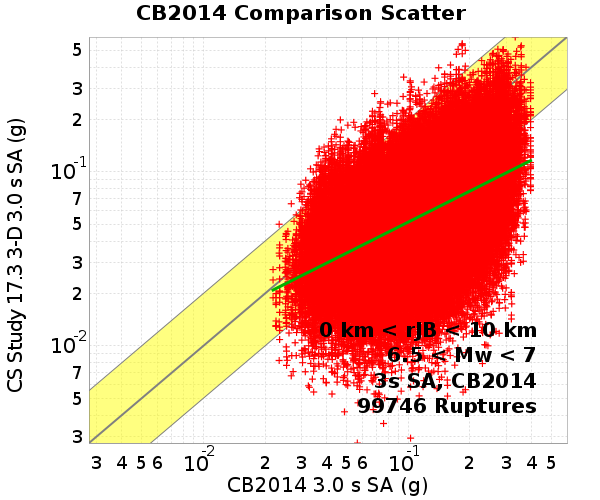 CB2014 Comparison Scatter
CS Study 17.3 3-D 3.0 s SA (g)
5
3
2
10-1
7
5
3
2
10-2
7
5
3
0 km < rJB < 10 km
6.5 < Mw < 7
3s SA, CB2014
99746 Ruptures
3 4 5 6 10-2 2 3 4 5 6 10-1 2 3 4 5
CB2014 3.0 s SA (g)